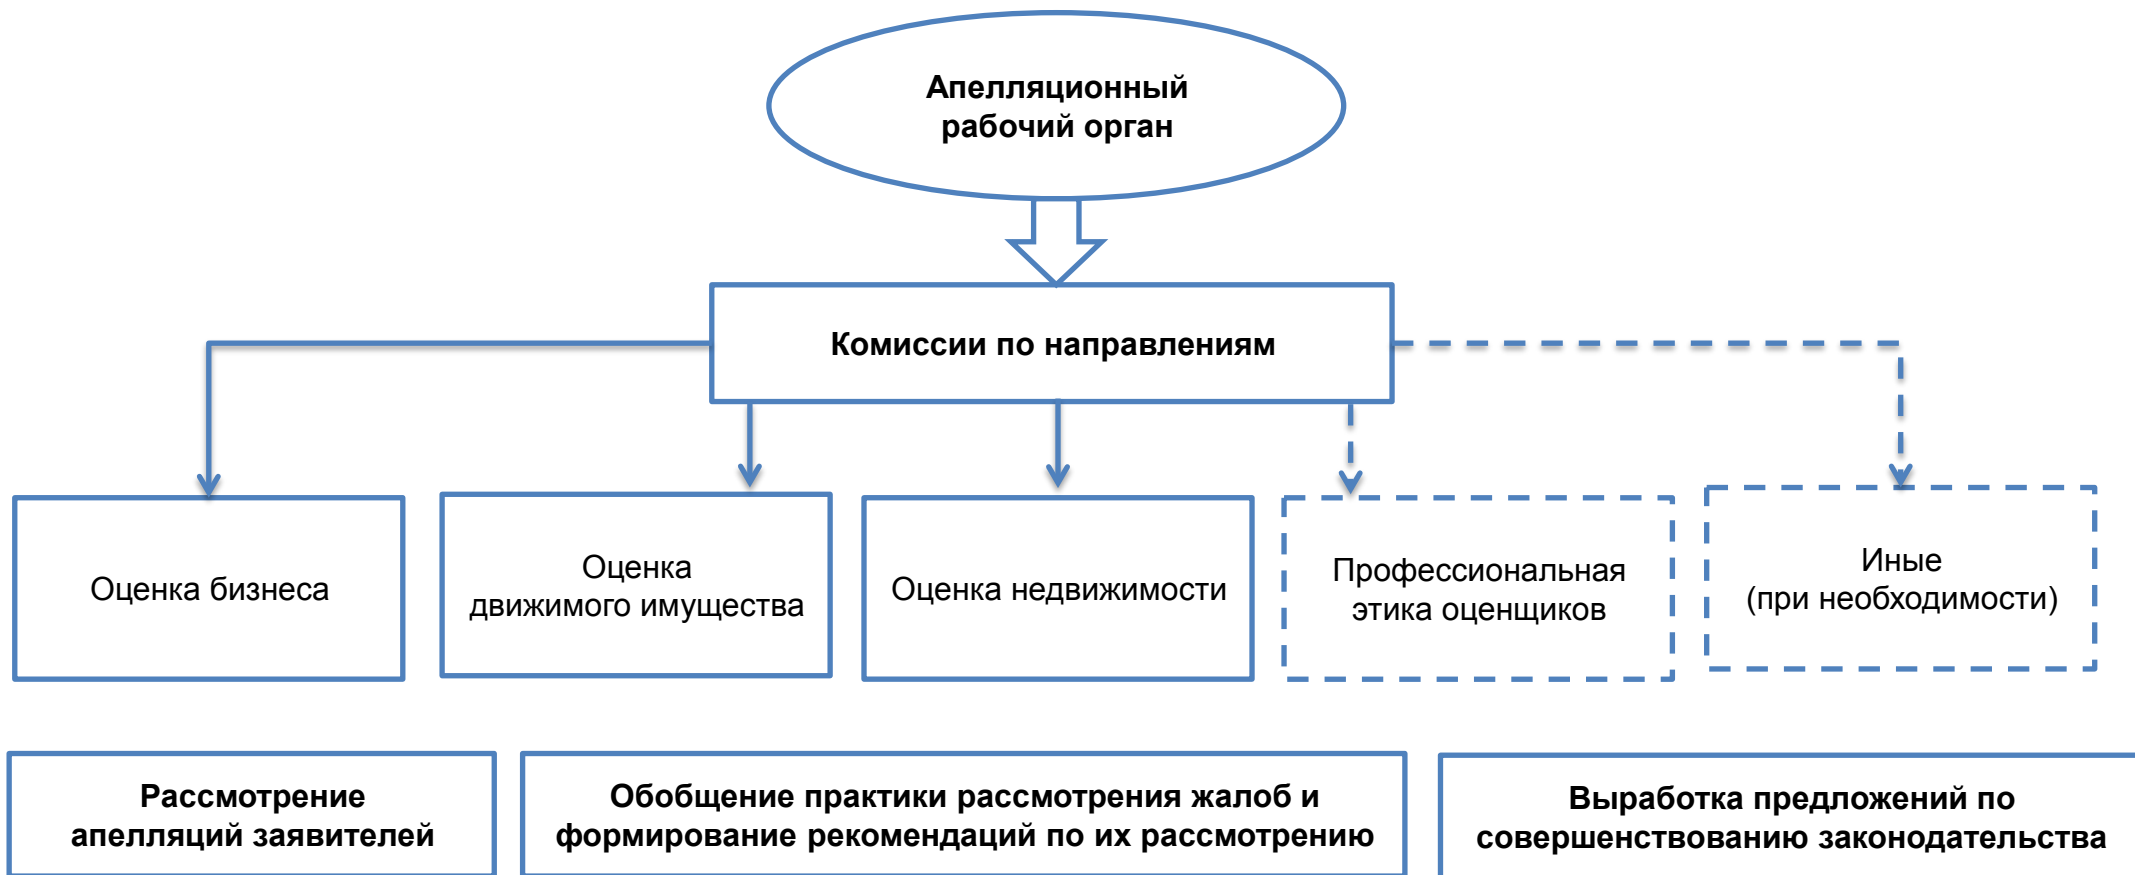 Апелляционный
рабочий орган
Комиссии по направлениям
Оценка бизнеса
Оценка
движимого имущества
Оценка недвижимости
Профессиональная
этика оценщиков
Иные
(при необходимости)
Рассмотрение
апелляций заявителей
Обобщение практики рассмотрения жалоб и
формирование рекомендаций по их рассмотрению
Выработка предложений по
совершенствованию законодательства